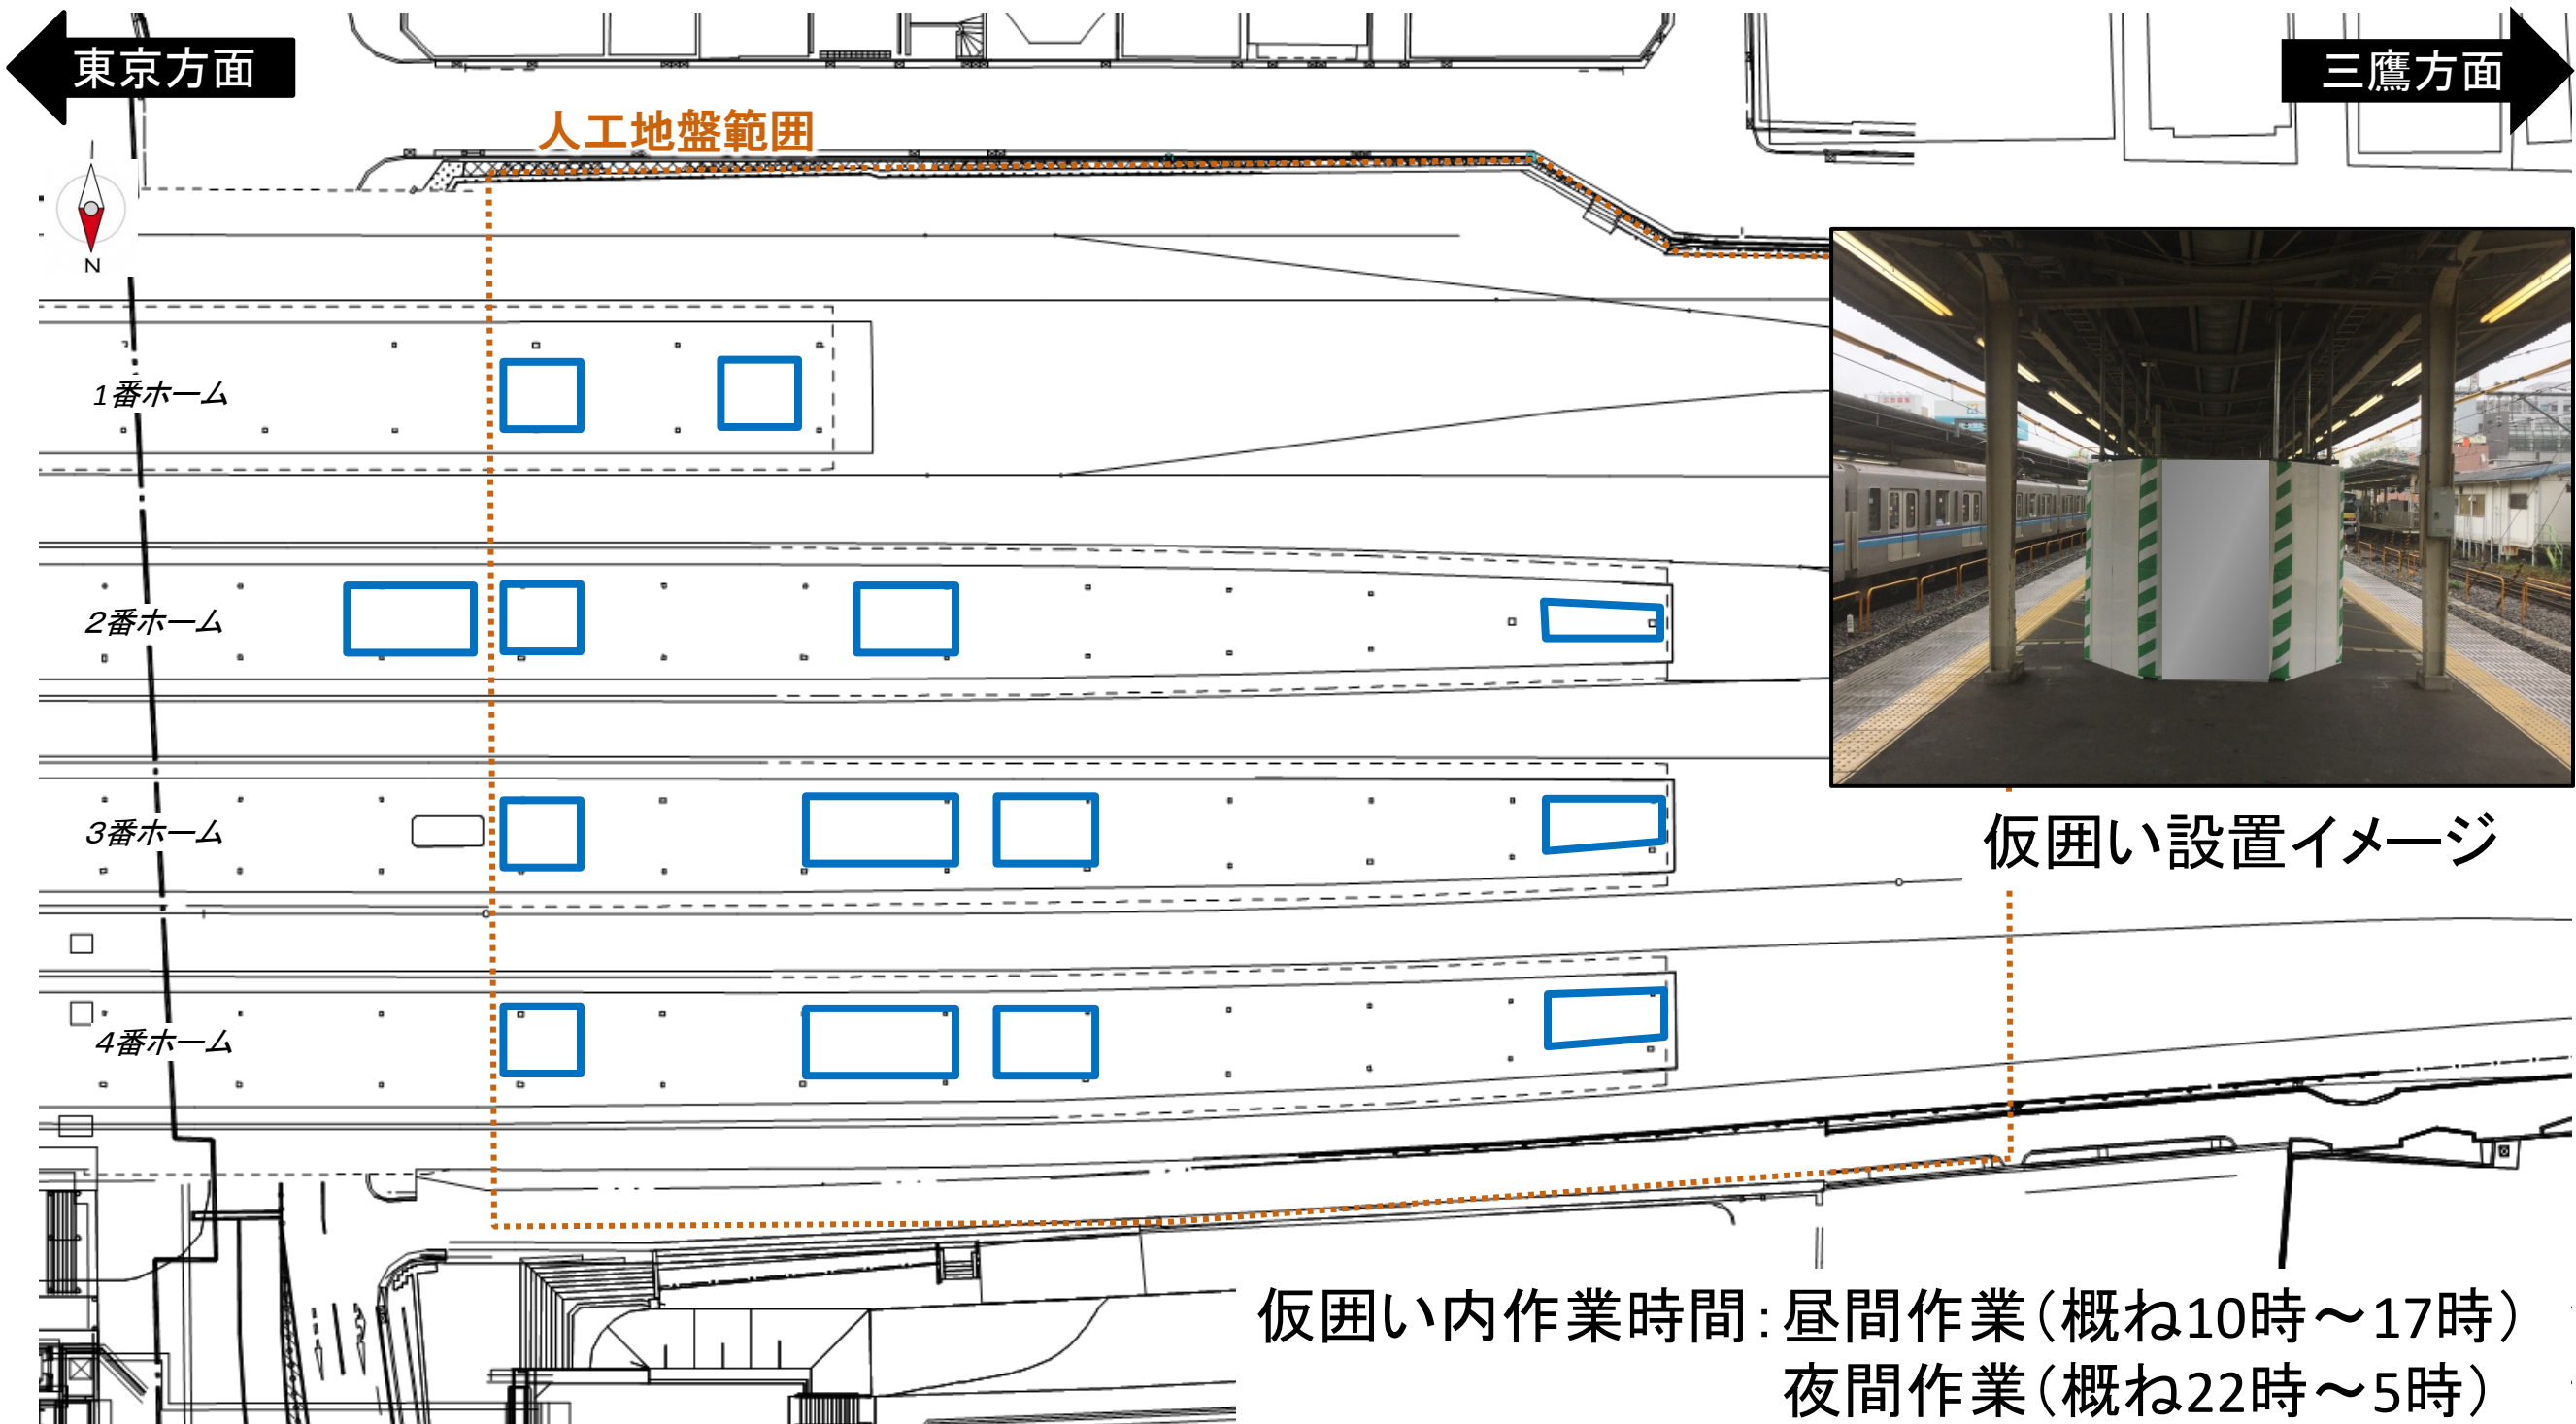 東京方面
三鷹方面
人工地盤範囲
N
1番ホーム
2番ホーム
3番ホーム
4番ホーム
仮囲い設置イメージ
仮囲い内作業時間:昼間作業(概ね10時~17時)
夜間作業(概ね22時~5時)